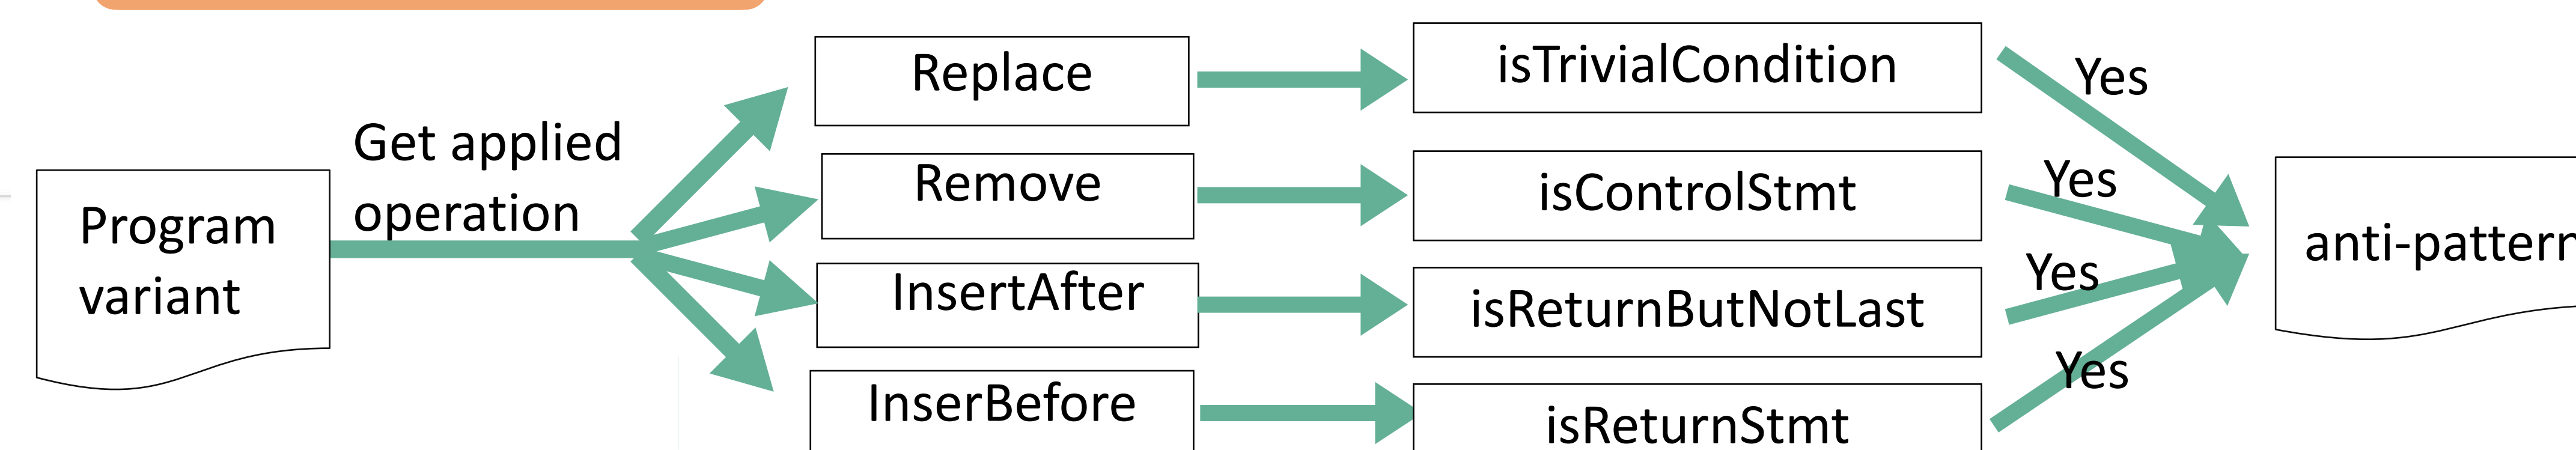 Program
variant
Get applied
operation
Replace
Remove
InsertAfter
InserBefore
isTrivialCondition
isControlStmt
isReturnButNotLast
isReturnStmt
Yes
Yes
Yes
Yes
anti-pattern